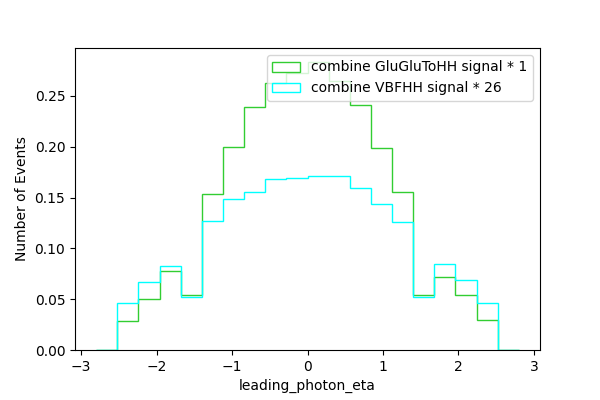 combine GluGluToHH signal * 1
combine VBFHH signal * 26
Number of Events
0.25
0.20
0.15
0.10
0.05
0.00
−3 −2 −1 0 1 2 3
leading_photon_eta